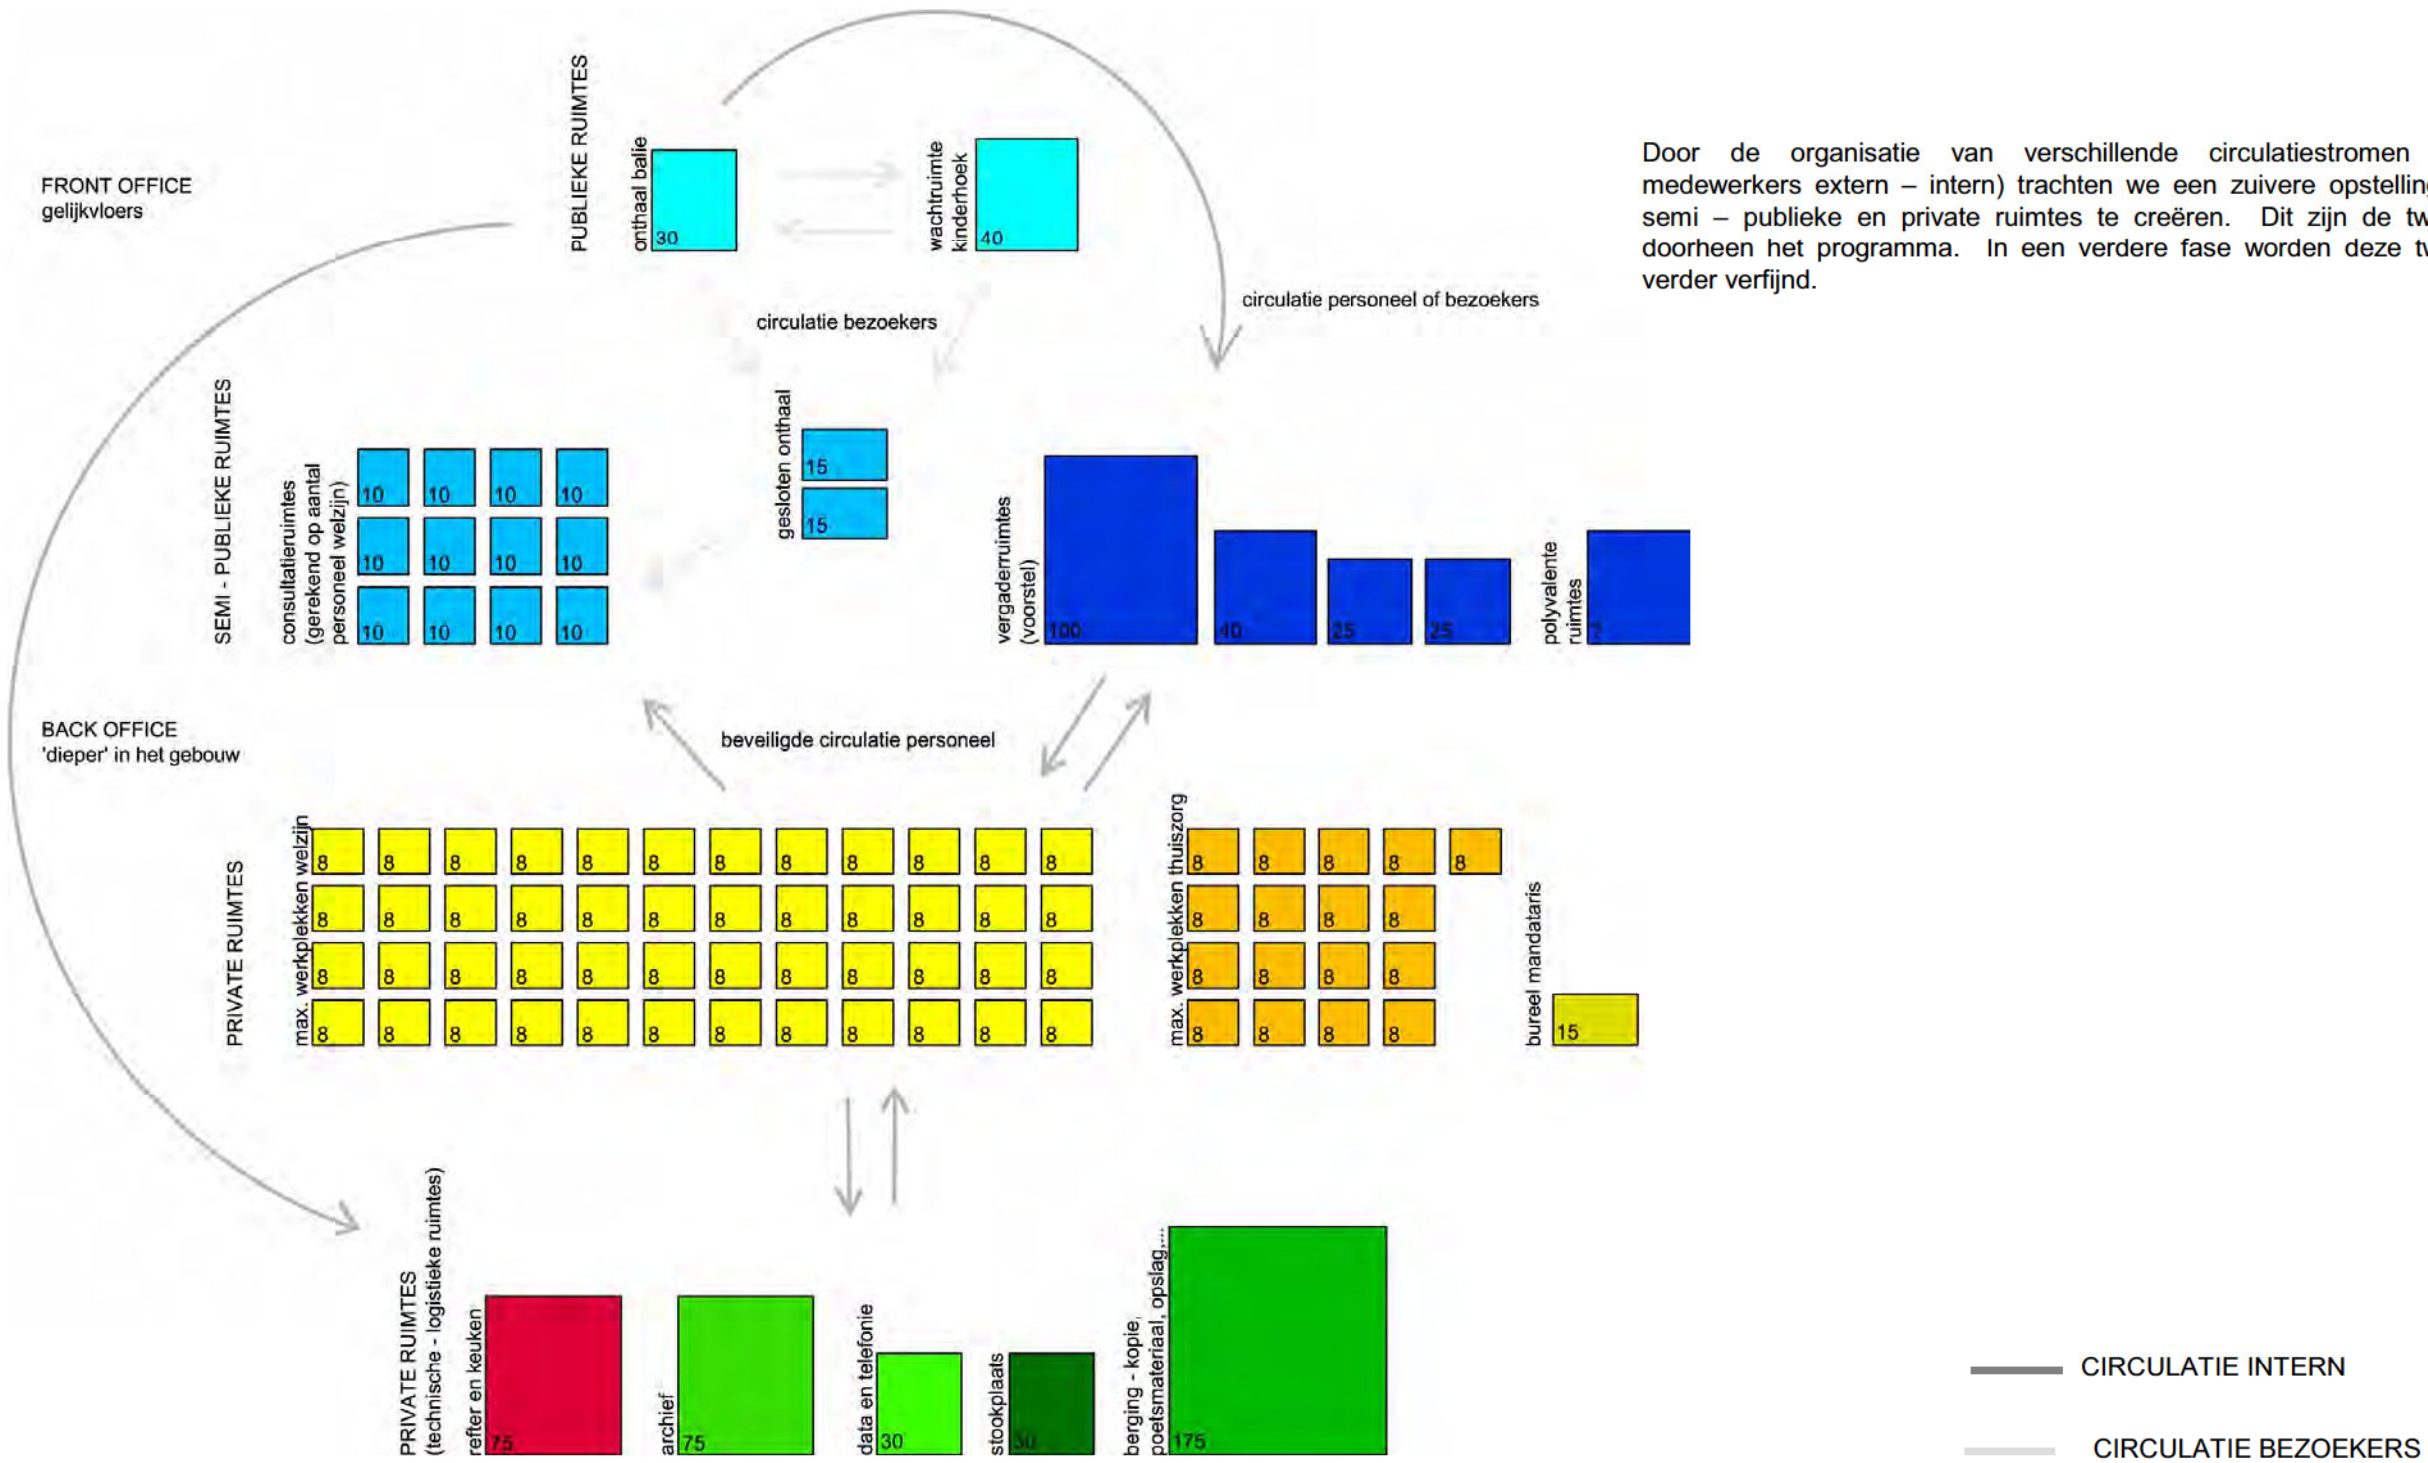 PUBLIEKE RUIMTES
FRONT OFFICE
gelijkvloers
onthaal balie
30
wachtruimte
kinderhoek
40
Door de organisatie van verschillende circulatiestromen
medewerkers extern – intern) trachten we een zuivere opstelling
semi – publieke en private ruimtes te creëren. Dit zijn de
doorheen het programma. In een verdere fase worden deze
verder verfijnd.
circulatie personeel of bezoekers
circulatie bezoekers
SEMI - PUBLIEKE RUIMTES
consultatieruimtes
(gerekend op aantal
personeel welzijn)
10 10 10 10
10 10 10 10
10 10 10 10
gesloten onthaal
15
15
vergaderruimtes
(voorstel)
100 40 25 25
polyvalente
ruimtes
?
BACK OFFICE
'dieper' in het gebouw
beveiligde circulatie personeel
PRIVATE RUIMTES
max. werkplekken welzijn
8 8 8 8 8 8 8 8 8 8 8 8
8 8 8 8 8 8 8 8 8 8 8 8
8 8 8 8 8 8 8 8 8 8 8 8
8 8 8 8 8 8 8 8 8 8 8 8
max. werkplekken thuiszorg
8 8 8 8 8
8 8 8 8
8 8 8 8
8 8 8 8
bureel mandataris
15
PRIVATE RUIMTES
(technische - logistieke ruimtes)
refter en keuken
75
archief
75
data en telefonie
30
stookplaats
30
berging - kopie,
poetsmateriaal, opslag,...
175
CIRCULATIE INTERN
CIRCULATIE BEZOEKERS